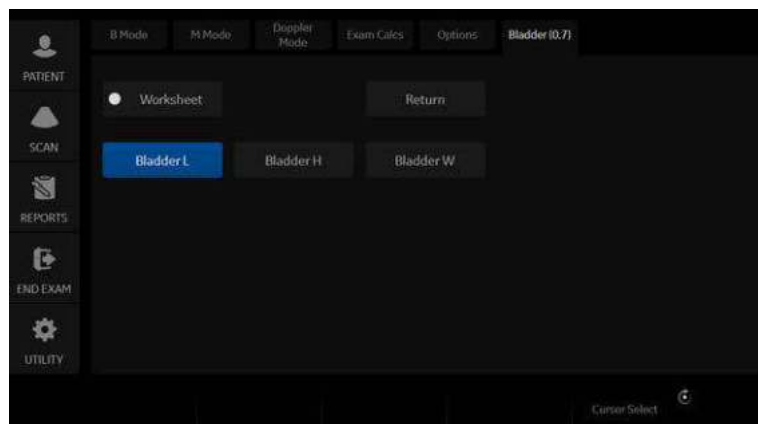 B Mode
M Mode
Doppler
Mode
Exam Calcs
Options
Bladder (0.7)
PATIENT
Worksheet
Return
SCAN
Bladder L
Bladder H
Bladder W
REPORTS
END EXAM
UTILITY
Cursor Select